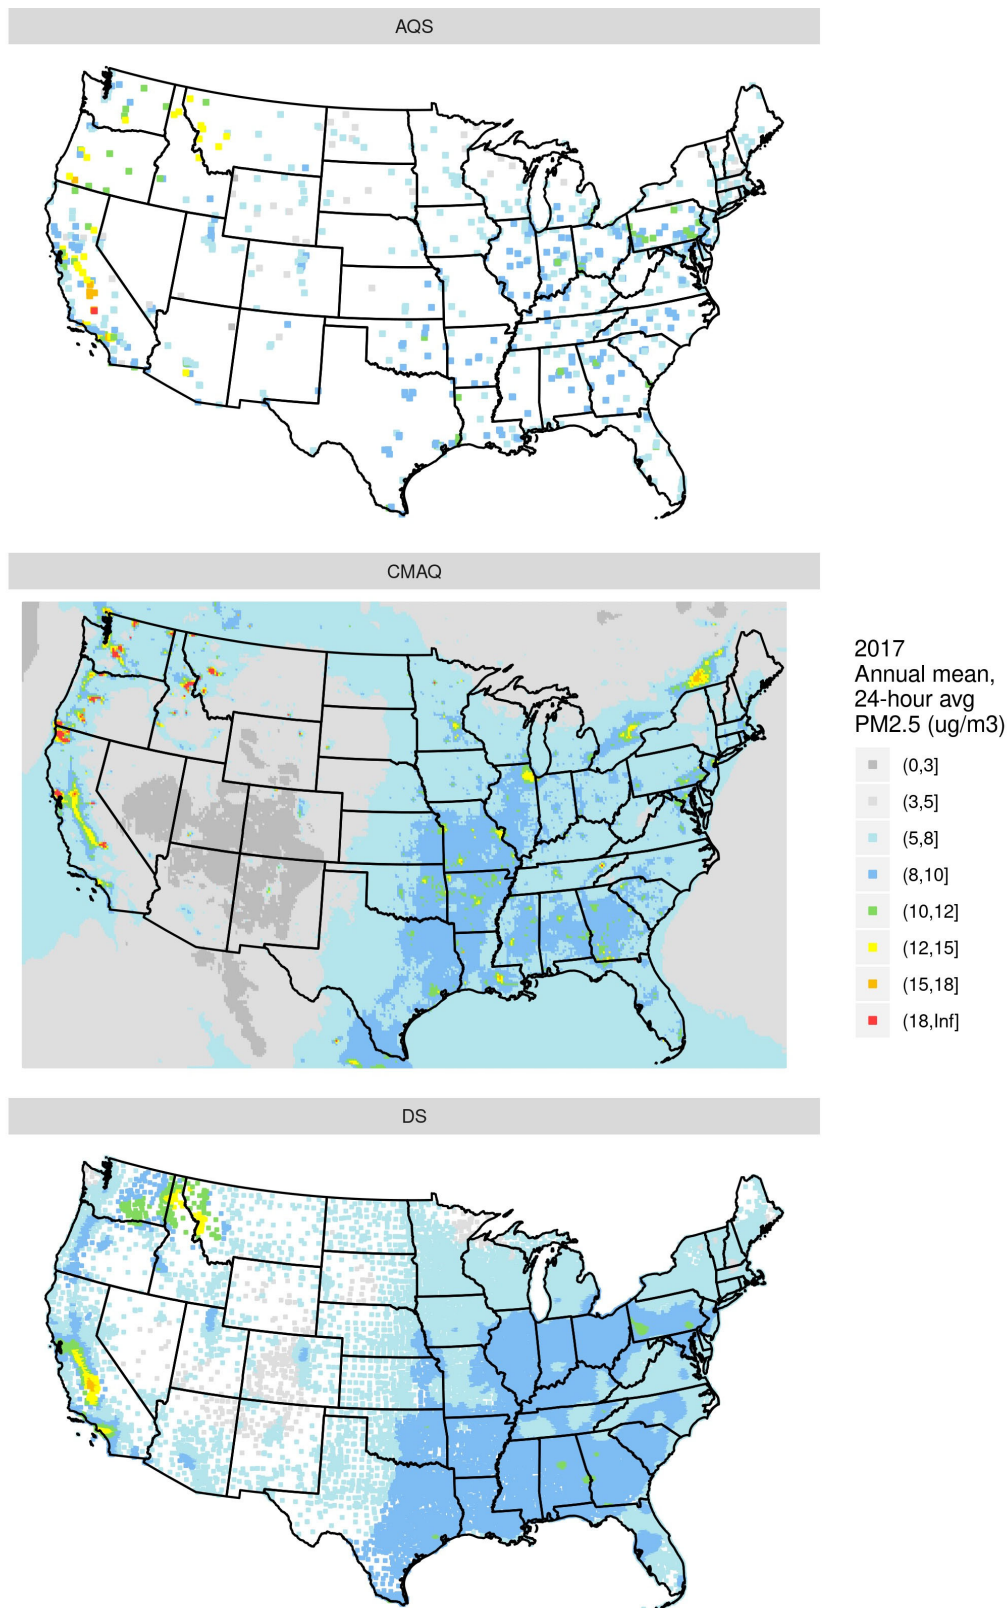 AQS
CMAQ
2017
Annual mean,
24-hour avg
PM2.5 (ug/m3)
(0,3]
(3,5]
(5,8]
(8,10]
(10,12]
(12,15]
(15,18]
(18,Inf]
DS